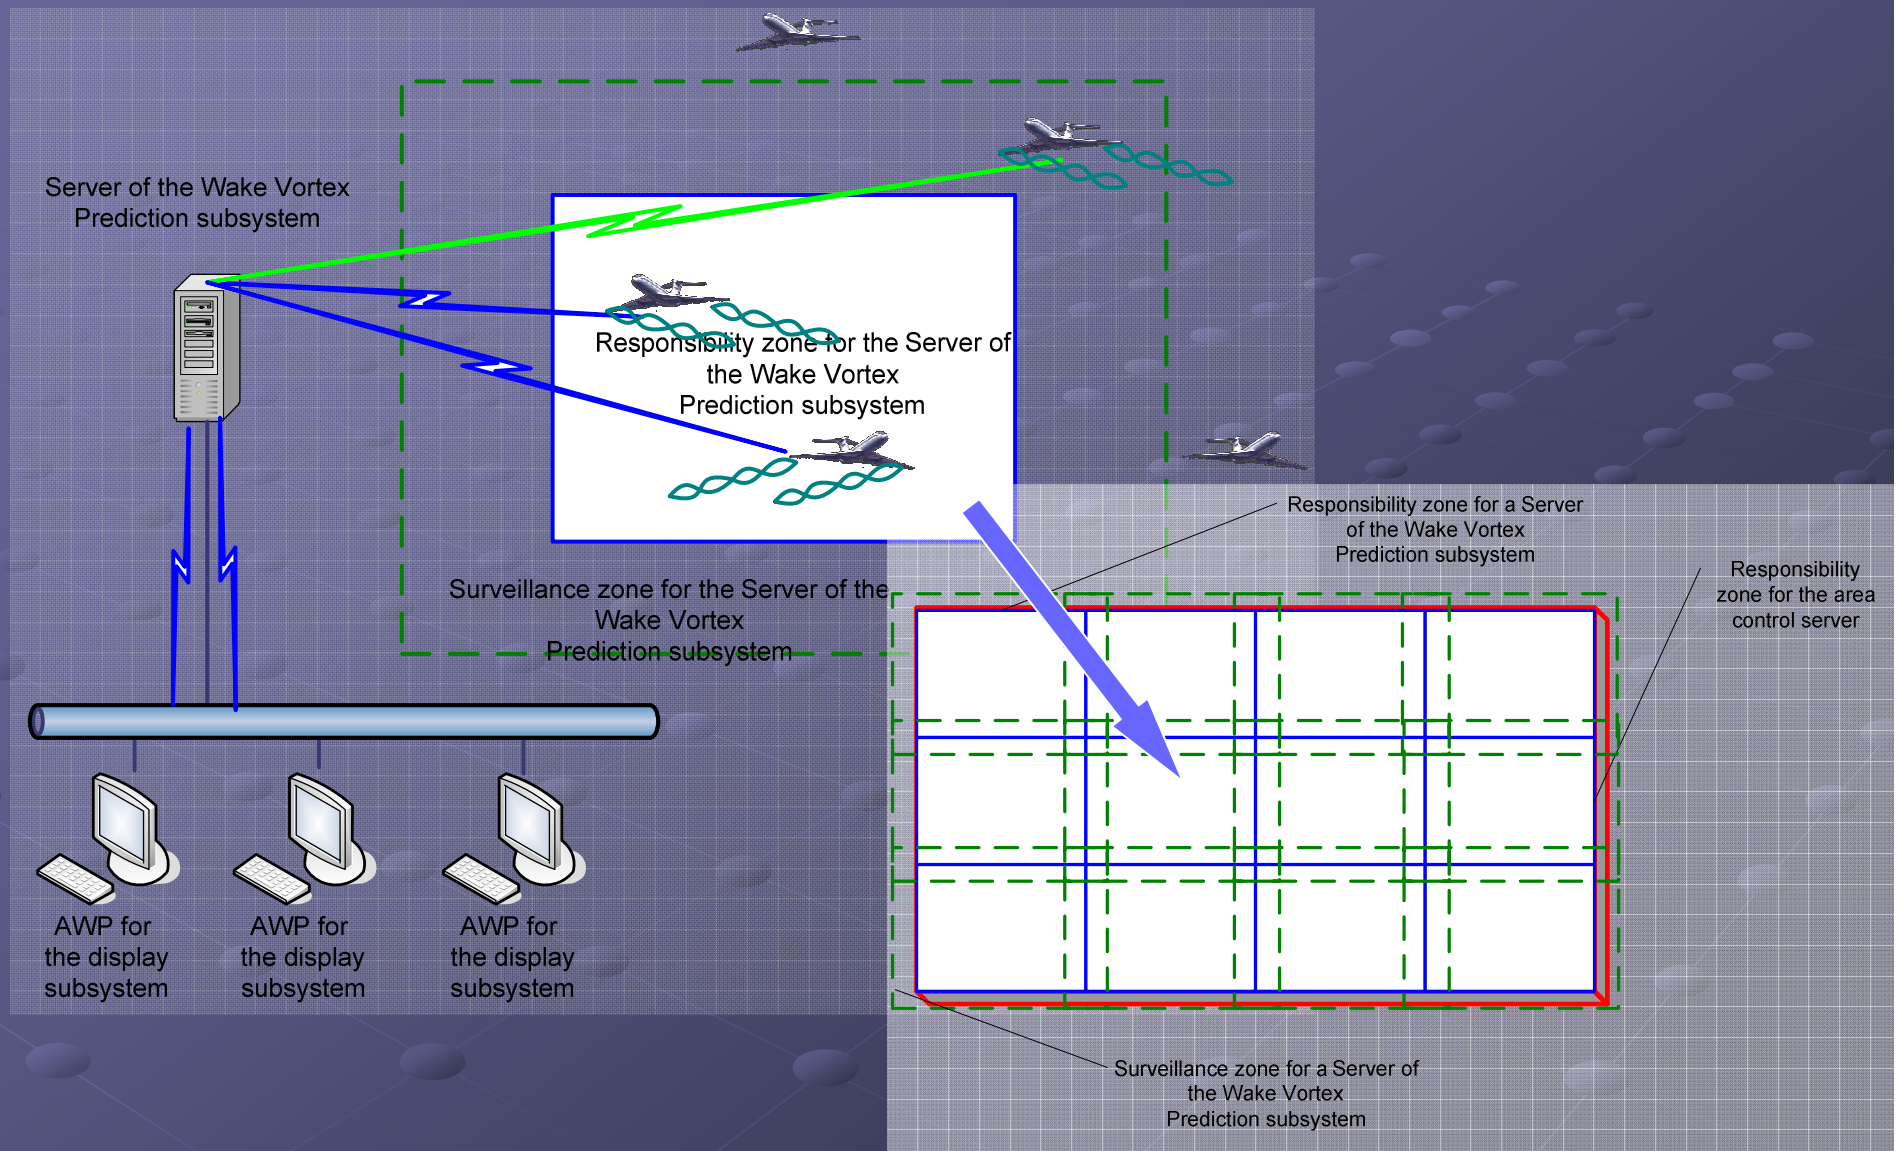 Server of the Wake Vortex
Prediction subsystem
Responsibility zone for the Server of
the Wake Vortex
Prediction subsystem
Surveillance zone for the Server of the
Wake Vortex
Prediction subsystem
Responsibility zone for a Server
of the Wake Vortex
Prediction subsystem
Responsibility
zone for the area
control server
AWP for
the display
subsystem
AWP for
the display
subsystem
AWP for
the display
subsystem
Surveillance zone for a Server of
the Wake Vortex
Prediction subsystem